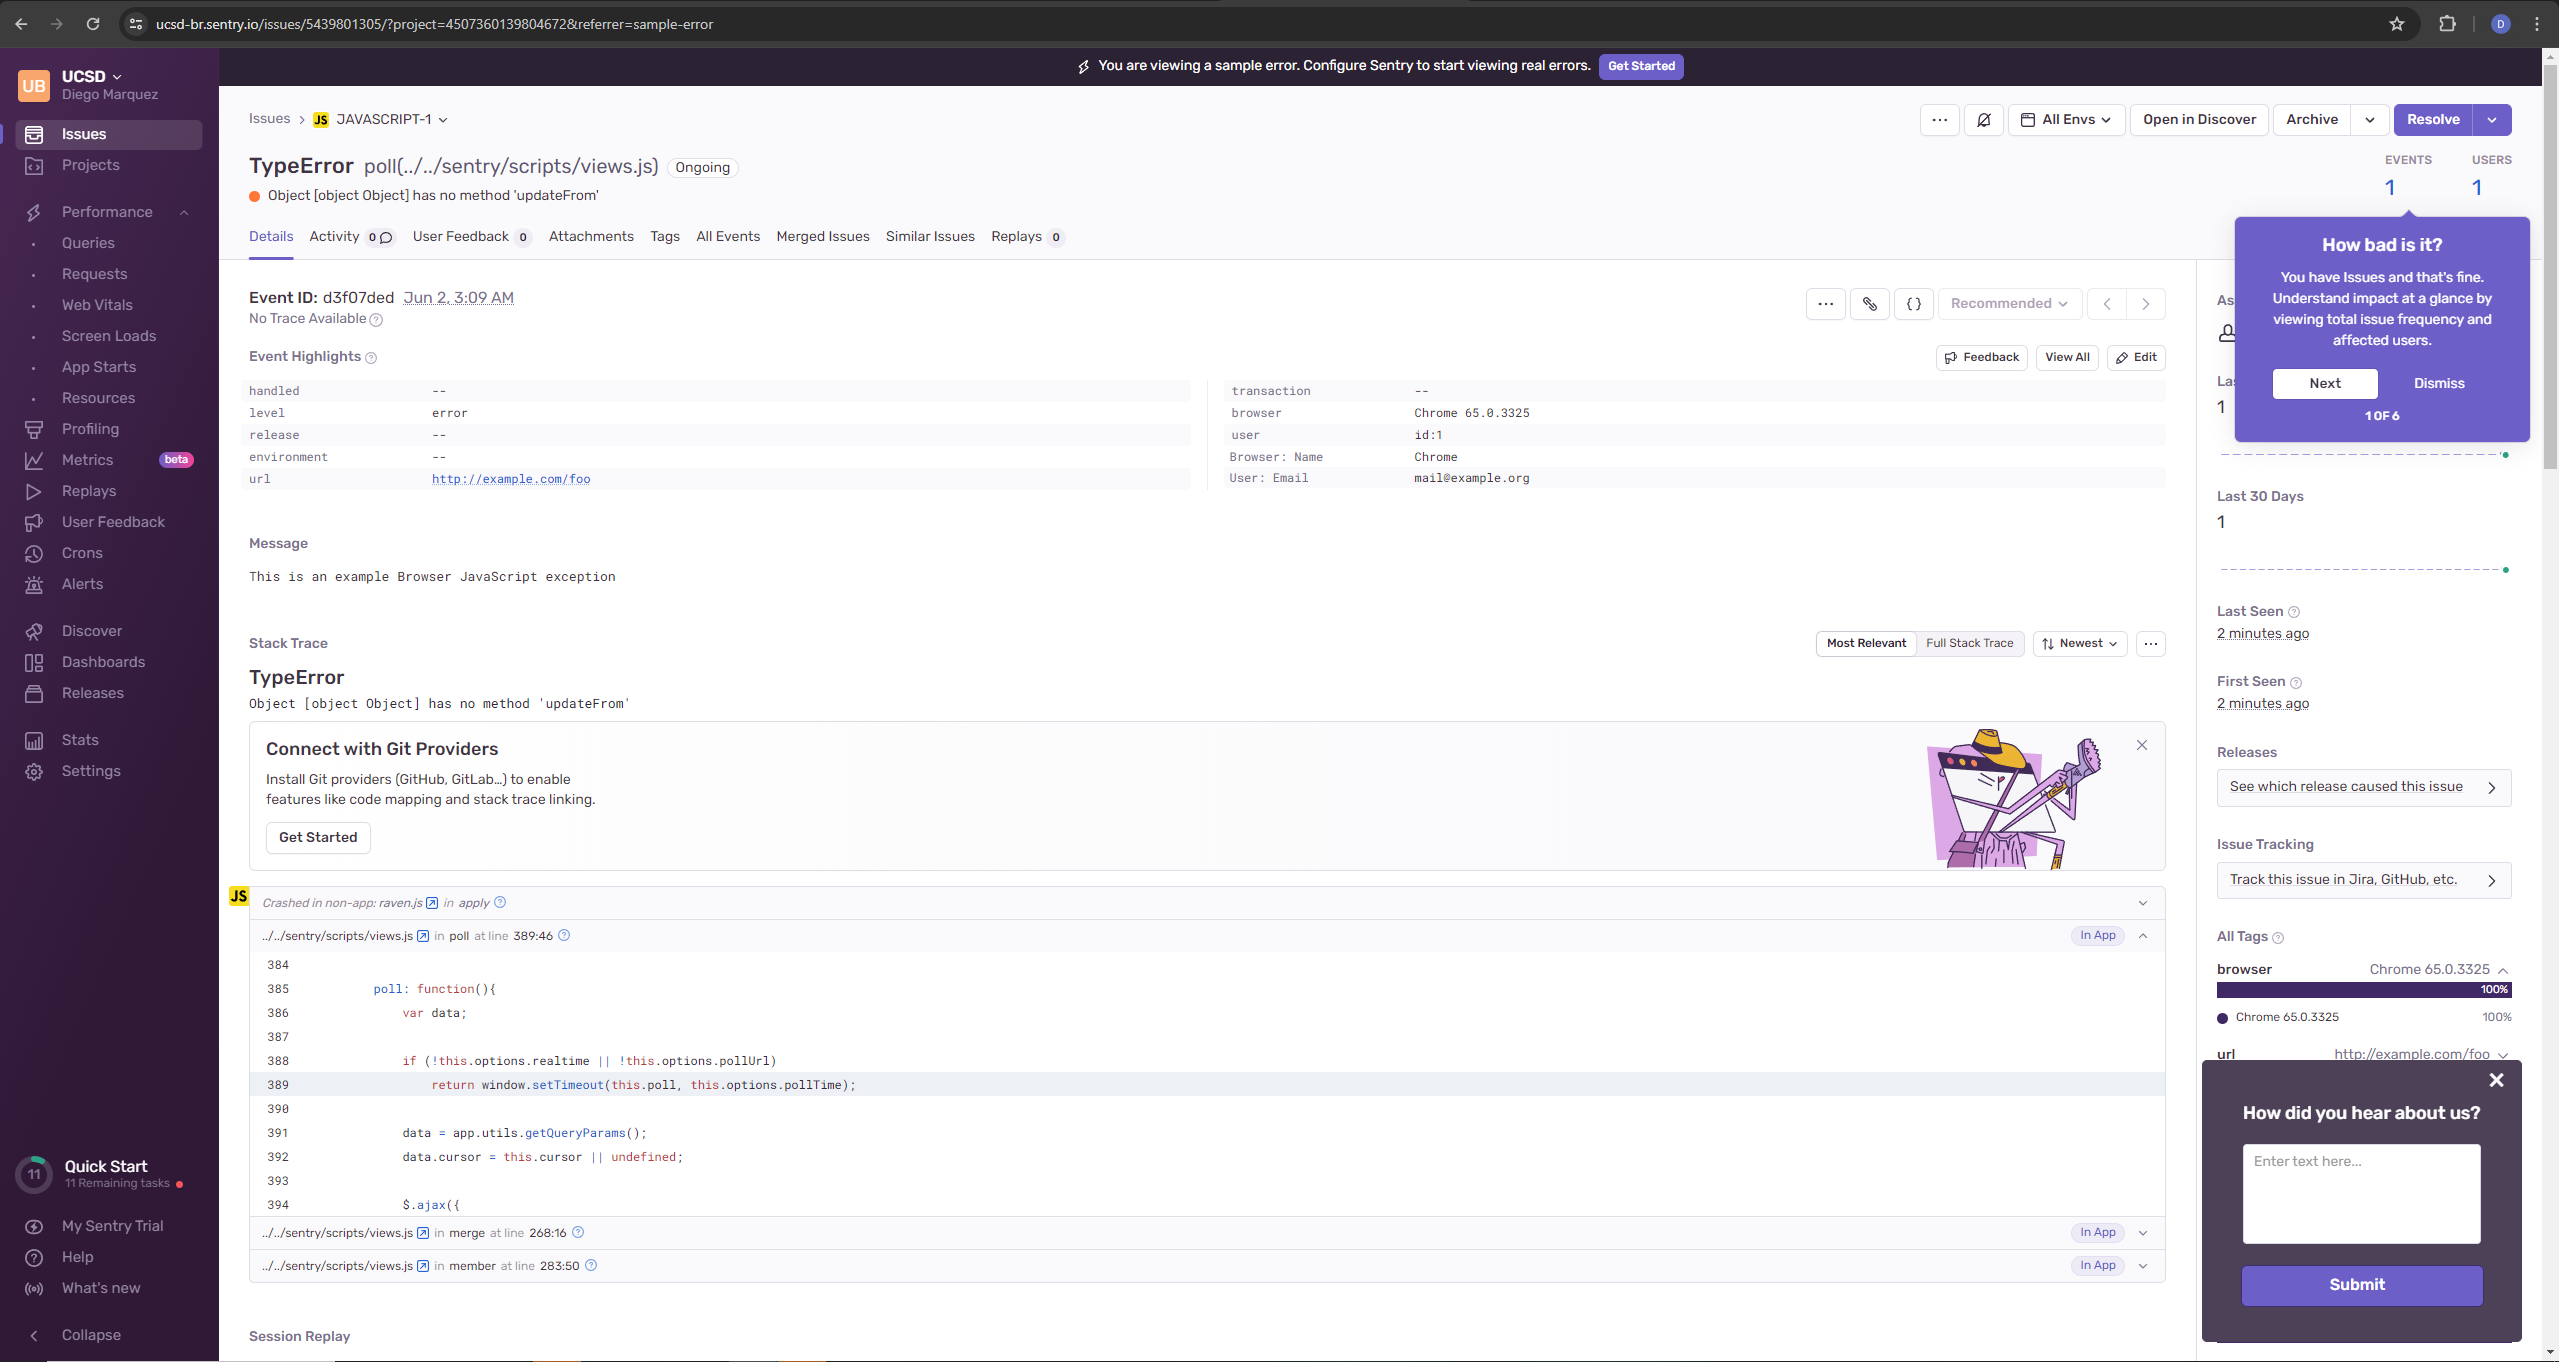 ucsd-br.sentry.io/issues/5439801305/?project=4507360139804672&referrer=sample-error
D
UB
UCSD
Diego Marquez
Issues
Projects
Performance
Queries
Requests
Web Vitals
Screen Loads
App Starts
Resources
Profiling
Metrics beta
Replays
User Feedback
Crons
Alerts
Discover
Dashboards
Releases
Stats
Settings
11
Quick Start
11 Remaining tasks
My Sentry Trial
Help
What's new
Collapse
You are viewing a sample error. Configure Sentry to start viewing real errors. Get Started
Issues > JS JAVASCRIPT-1
All Envs Open in Discover Archive Resolve
TypeError poll(../../sentry/scripts/views.js) Ongoing
Object [object Object] has no method 'updateFrom'
EVENTS USERS
1 1
Details Activity 0 User Feedback 0 Attachments Tags All Events Merged Issues Similar Issues Replays 0
Event ID: d3f07ded Jun 2, 3:09 AM
No Trace Available
Recommended
Event Highlights
Feedback View All Edit
handled --
level error
release --
environment --
url http://example.com/foo
transaction --
browser Chrome 65.0.3325
user id:1
Browser: Name Chrome
User: Email mail@example.org
Message
This is an example Browser JavaScript exception
Stack Trace
Most Relevant Full Stack Trace Newest
TypeError
Object [object Object] has no method 'updateFrom'
Connect with Git Providers
Install Git providers (GitHub, GitLab…) to enable
features like code mapping and stack trace linking.
Get Started
JS
Crashed in non-app: raven.js in apply
../../sentry/scripts/views.js in poll at line 389:46 In App
384
385 poll: function(){
386 var data;
387
388 if (!this.options.realtime || !this.options.pollUrl)
389 return window.setTimeout(this.poll, this.options.pollTime);
390
391 data = app.utils.getQueryParams();
392 data.cursor = this.cursor || undefined;
393
394 $.ajax({
../../sentry/scripts/views.js in merge at line 268:16 In App
../../sentry/scripts/views.js in member at line 283:50 In App
Session Replay
How bad is it?
You have Issues and that's fine.
Understand impact at a glance by
viewing total issue frequency and
affected users.
Next Dismiss
1 OF 6
As
Las
1
Last 30 Days
1
Last Seen
2 minutes ago
First Seen
2 minutes ago
Releases
See which release caused this issue
Issue Tracking
Track this issue in Jira, GitHub, etc.
All Tags
browser Chrome 65.0.3325
100%
Chrome 65.0.3325 100%
url http://example.com/foo
How did you hear about us?
Enter text here...
Submit